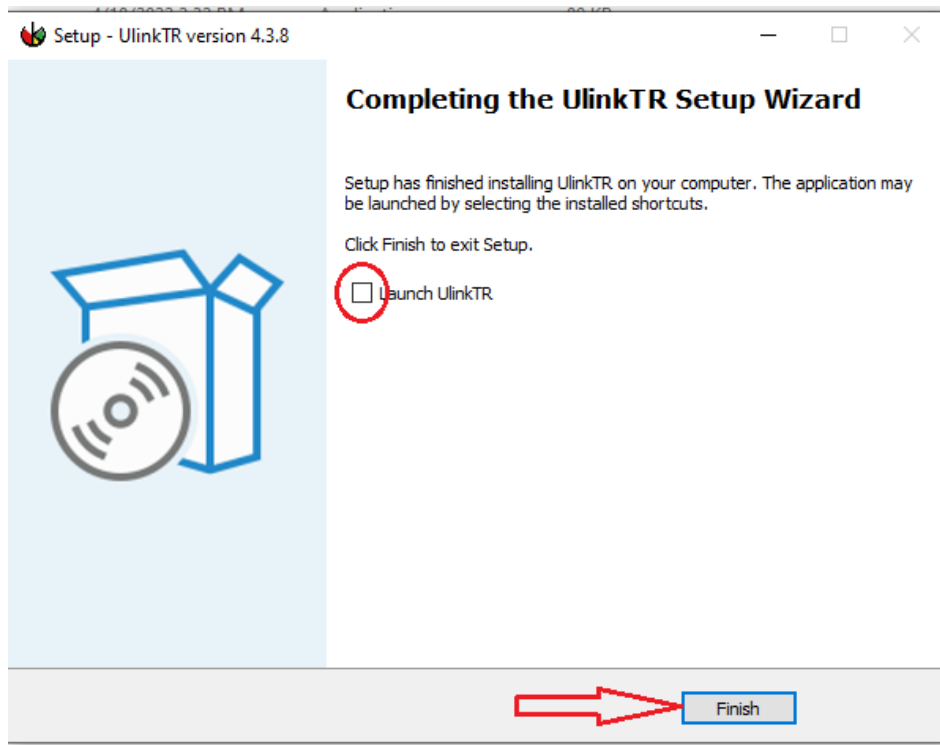 Setup - UlinkTR version 4.3.8
Completing the UlinkTR Setup Wizard
Setup has finished installing UlinkTR on your computer. The application may
be launched by selecting the installed shortcuts.
Click Finish to exit Setup.
Launch UlinkTR
Finish